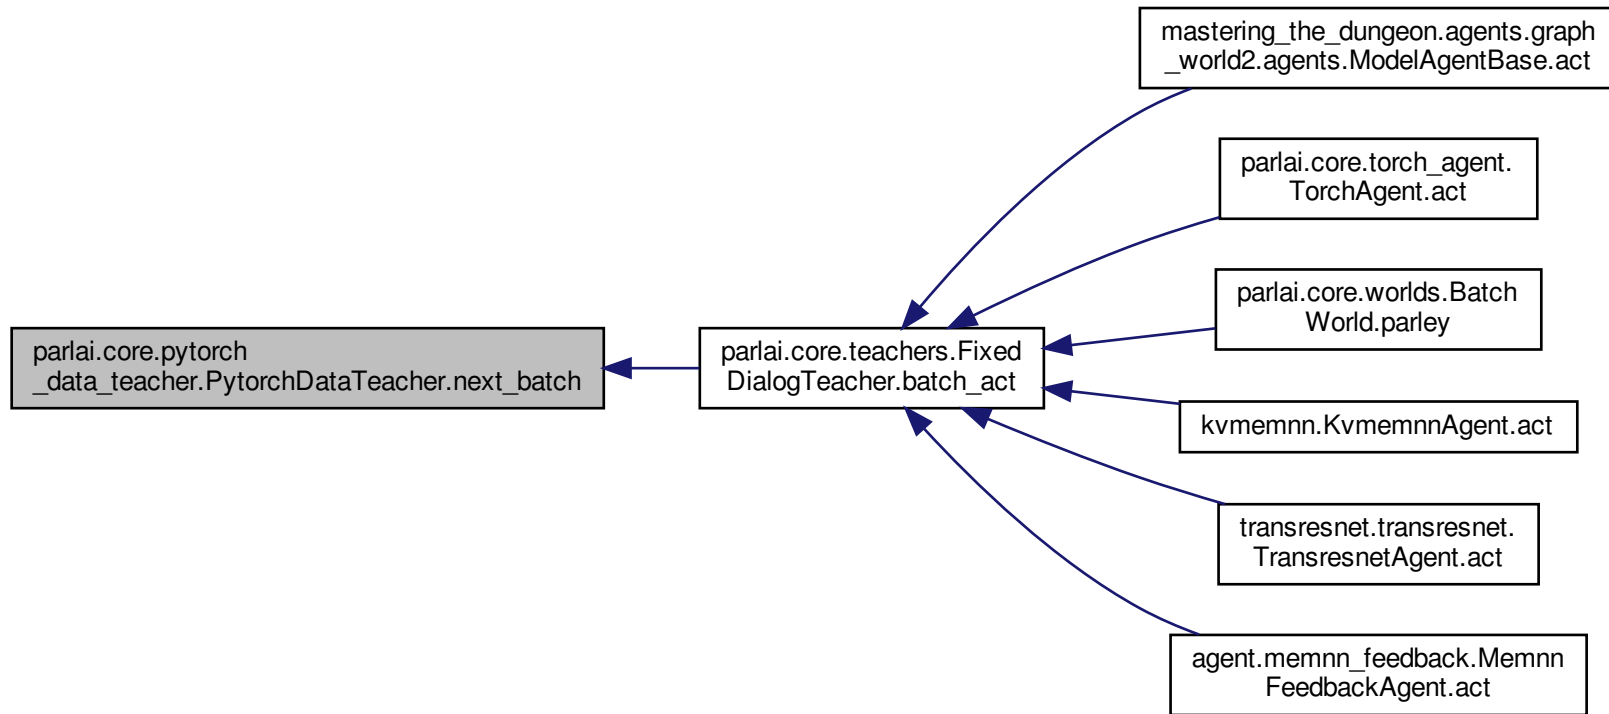 mastering_the_dungeon.agents.graph
_world2.agents.ModelAgentBase.act
parlai.core.torch_agent.
TorchAgent.act
parlai.core.worlds.Batch
World.parley
parlai.core.pytorch
_data_teacher.PytorchDataTeacher.next_batch
parlai.core.teachers.Fixed
DialogTeacher.batch_act
kvmemnn.KvmemnnAgent.act
transresnet.transresnet.
TransresnetAgent.act
agent.memnn_feedback.Memnn
FeedbackAgent.act